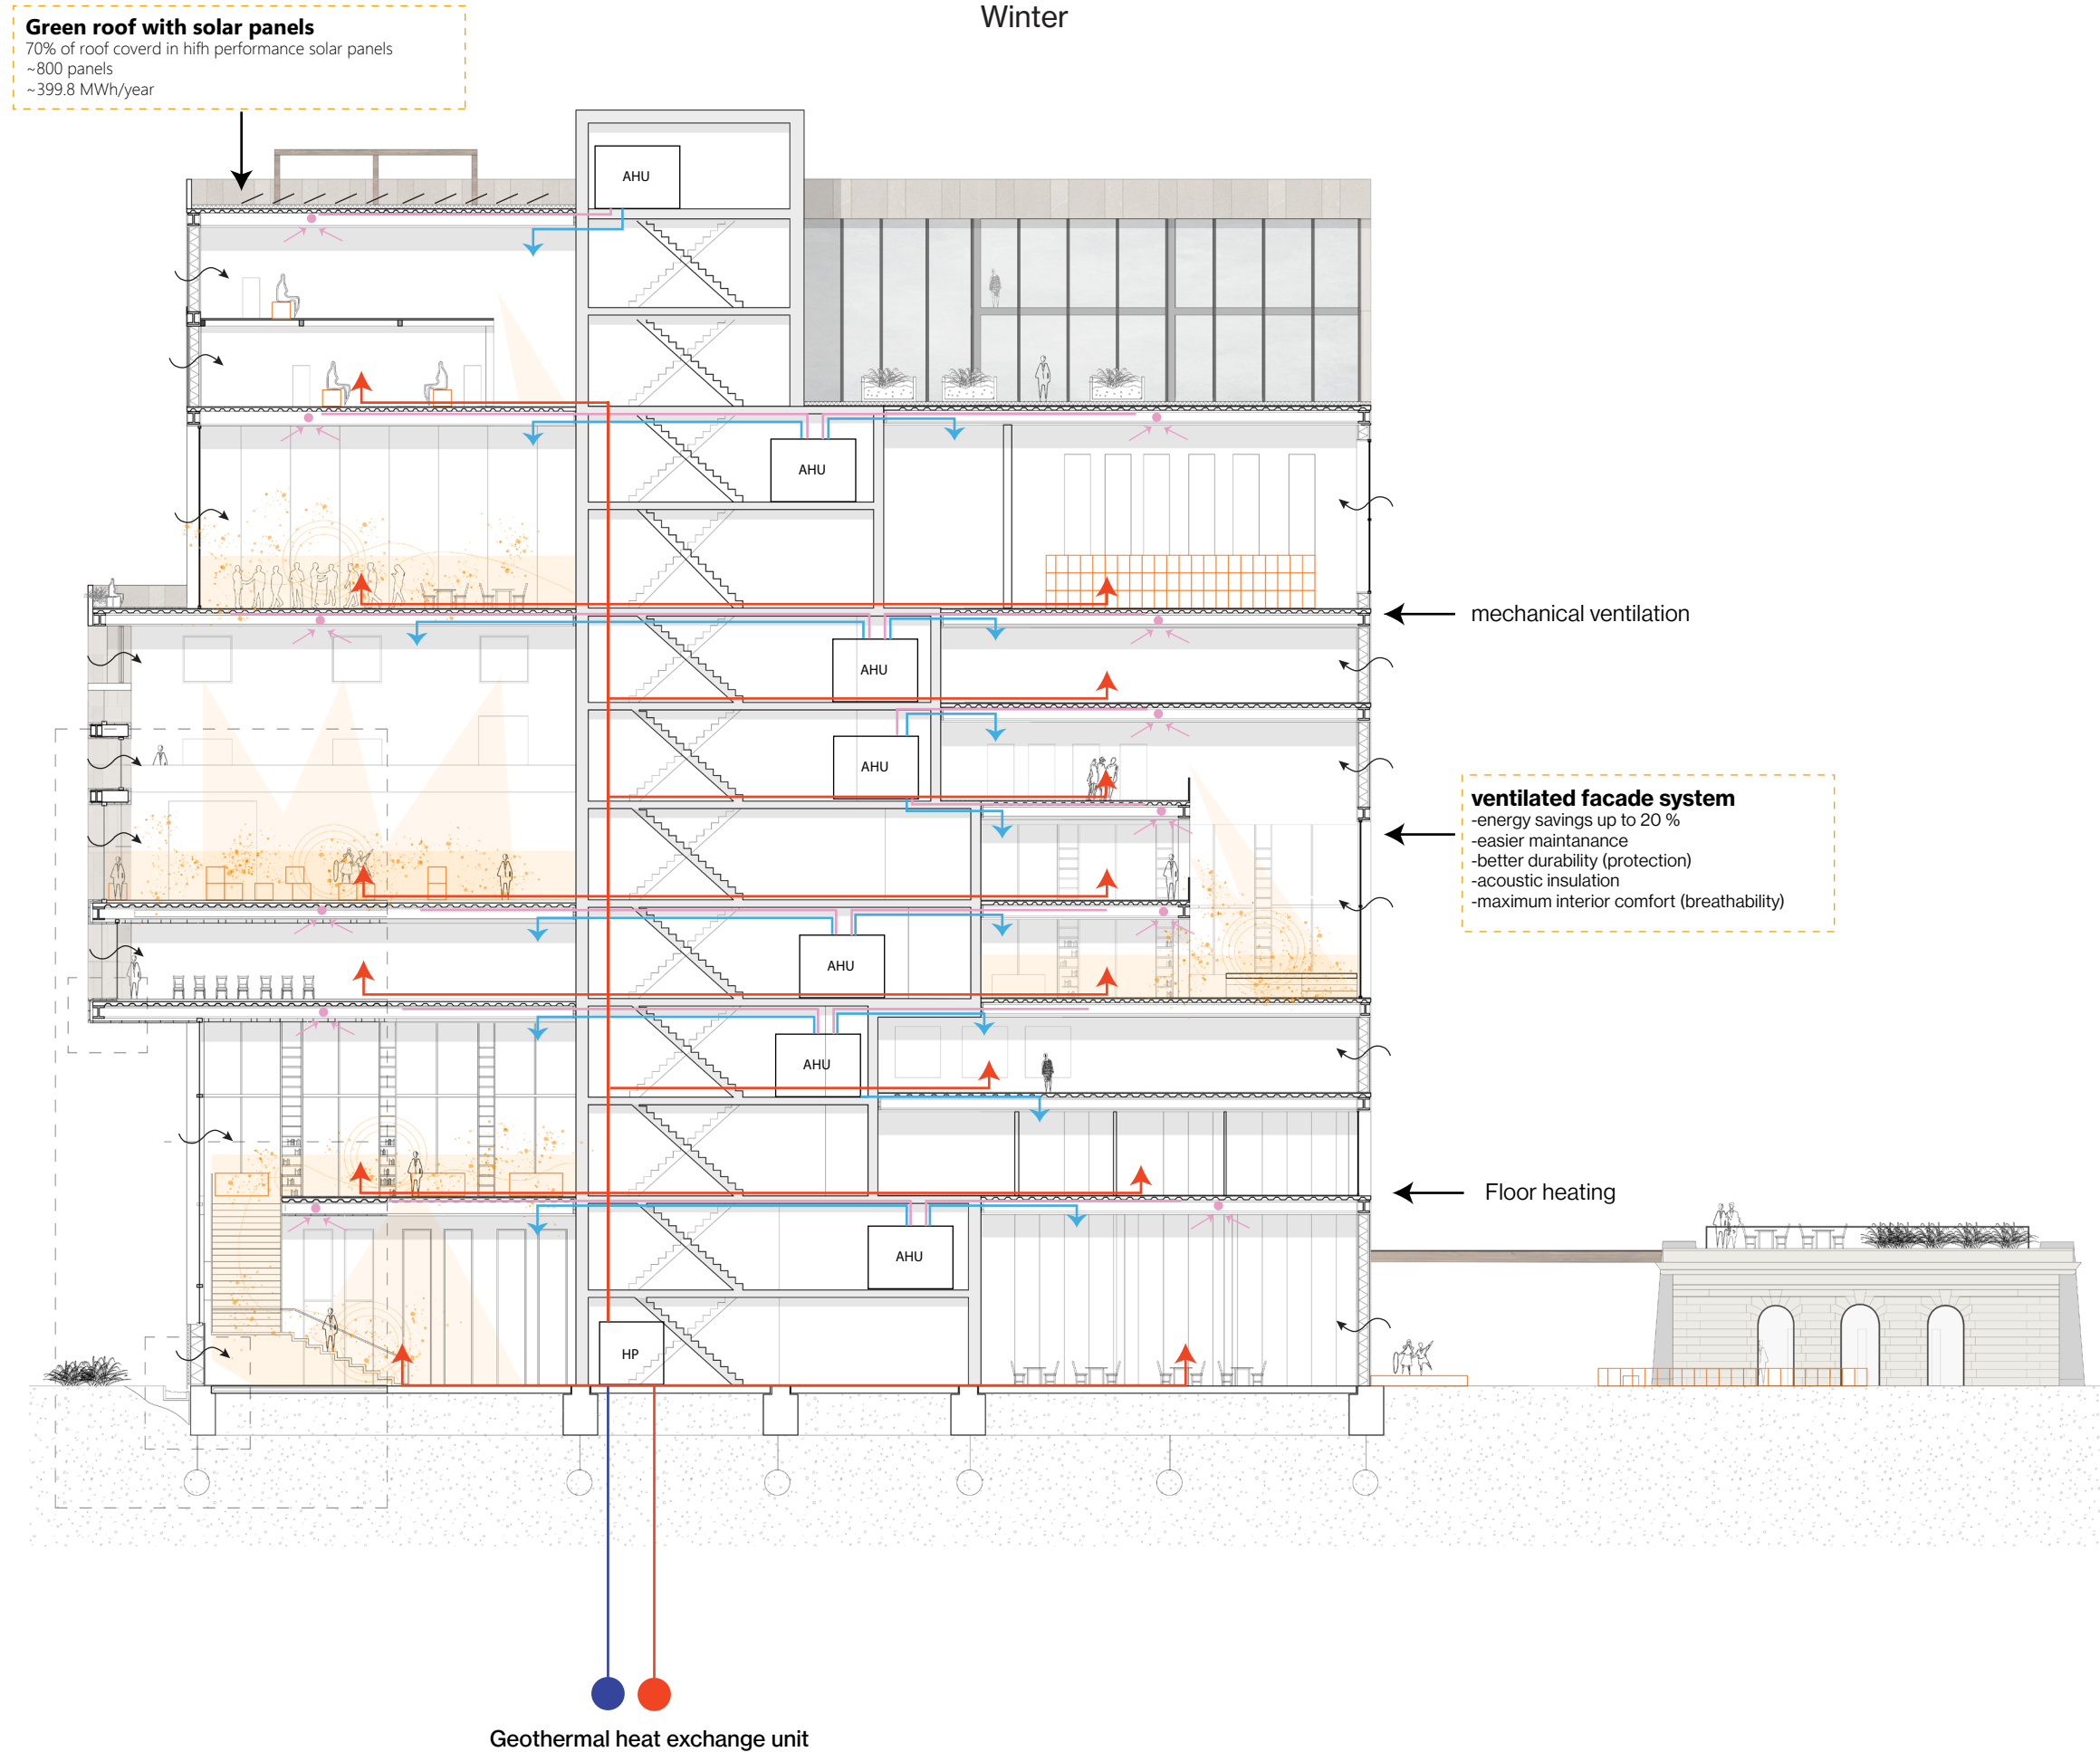 Winter
Green roof with solar panels
70% of roof coverd in hifh performance solar panels
~800 panels
~399.8 MWh/year
AHU
AHU
mechanical ventilation
AHU
AHU
ventilated facade system
-energy savings up to 20 %
-easier maintanance
-better durability (protection)
-acoustic insulation
-maximum interior comfort (breathability)
AHU
AHU
Floor heating
AHU
HP
Geothermal heat exchange unit